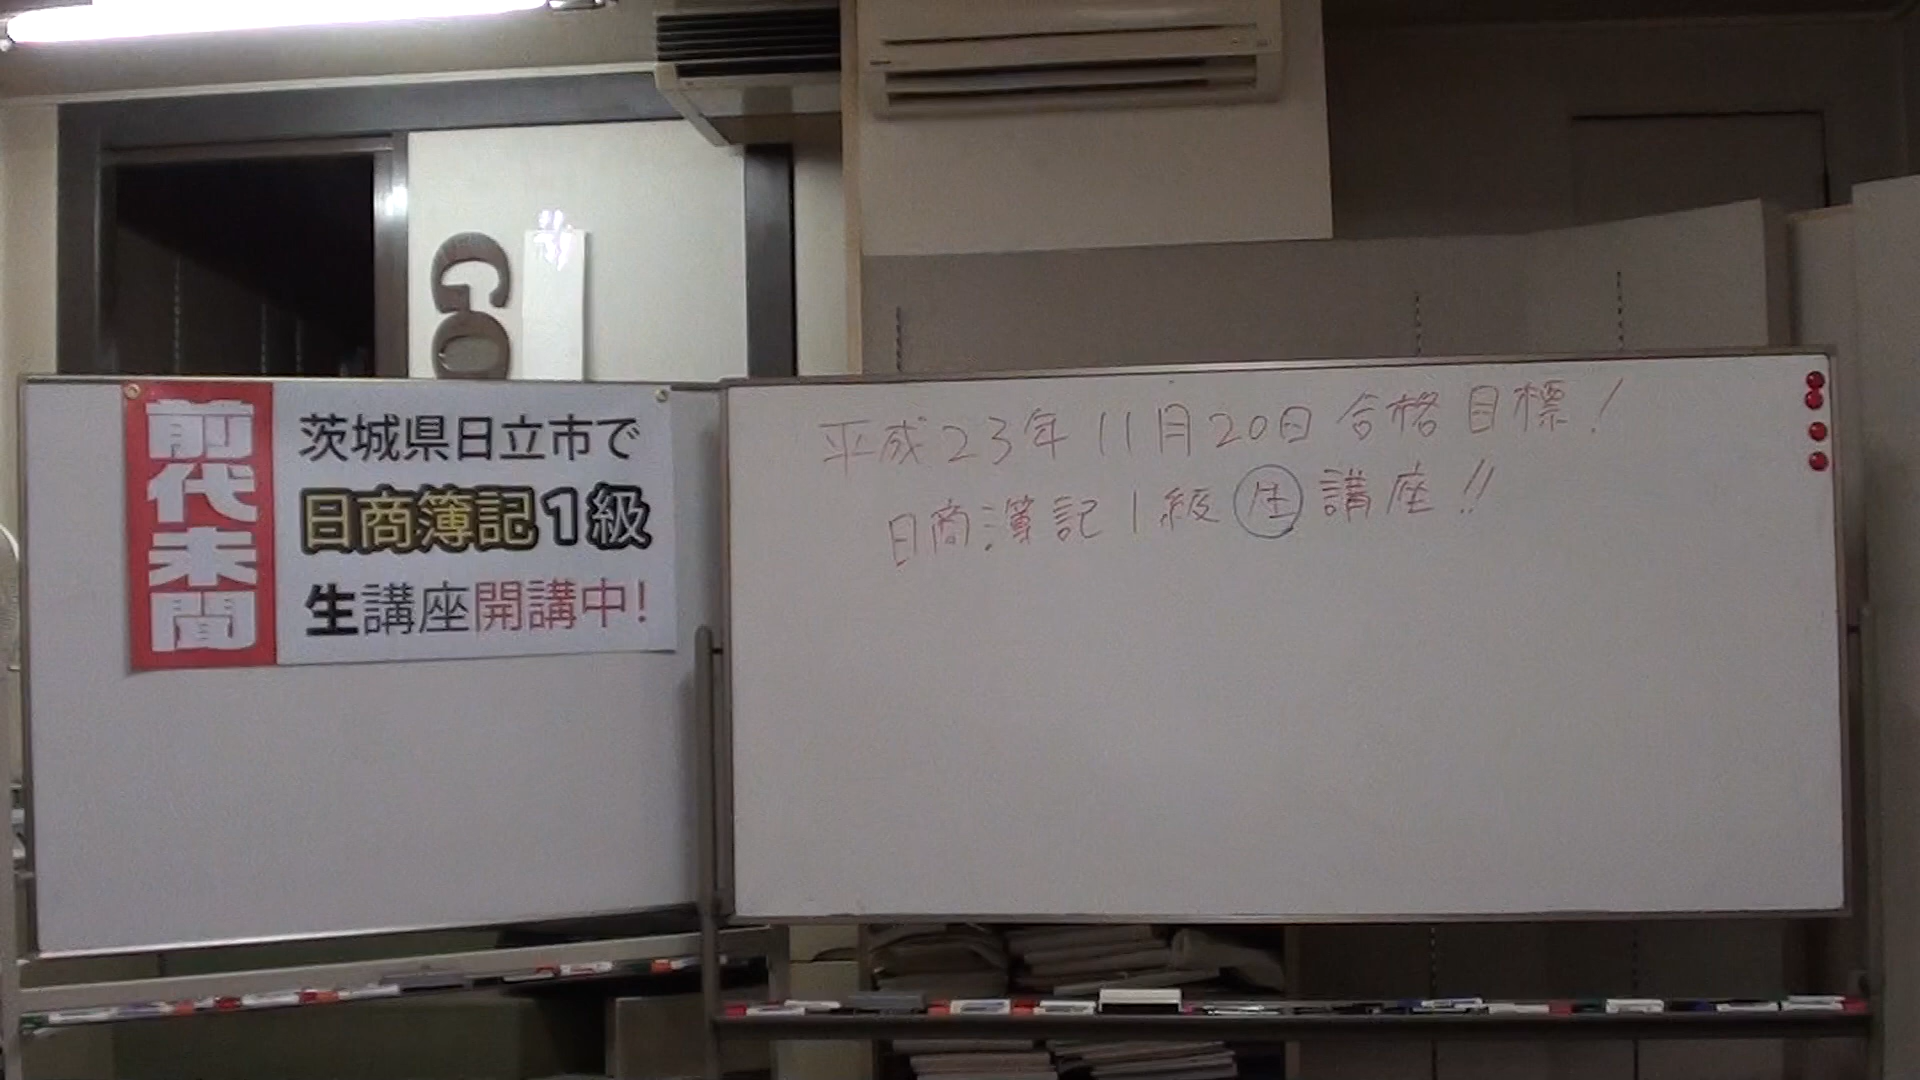 GO
前代未聞
茨城県日立市で
日商簿記1級
生講座開講中!
平成23年11月20日 合格目標!
日商簿記1級生講座!!